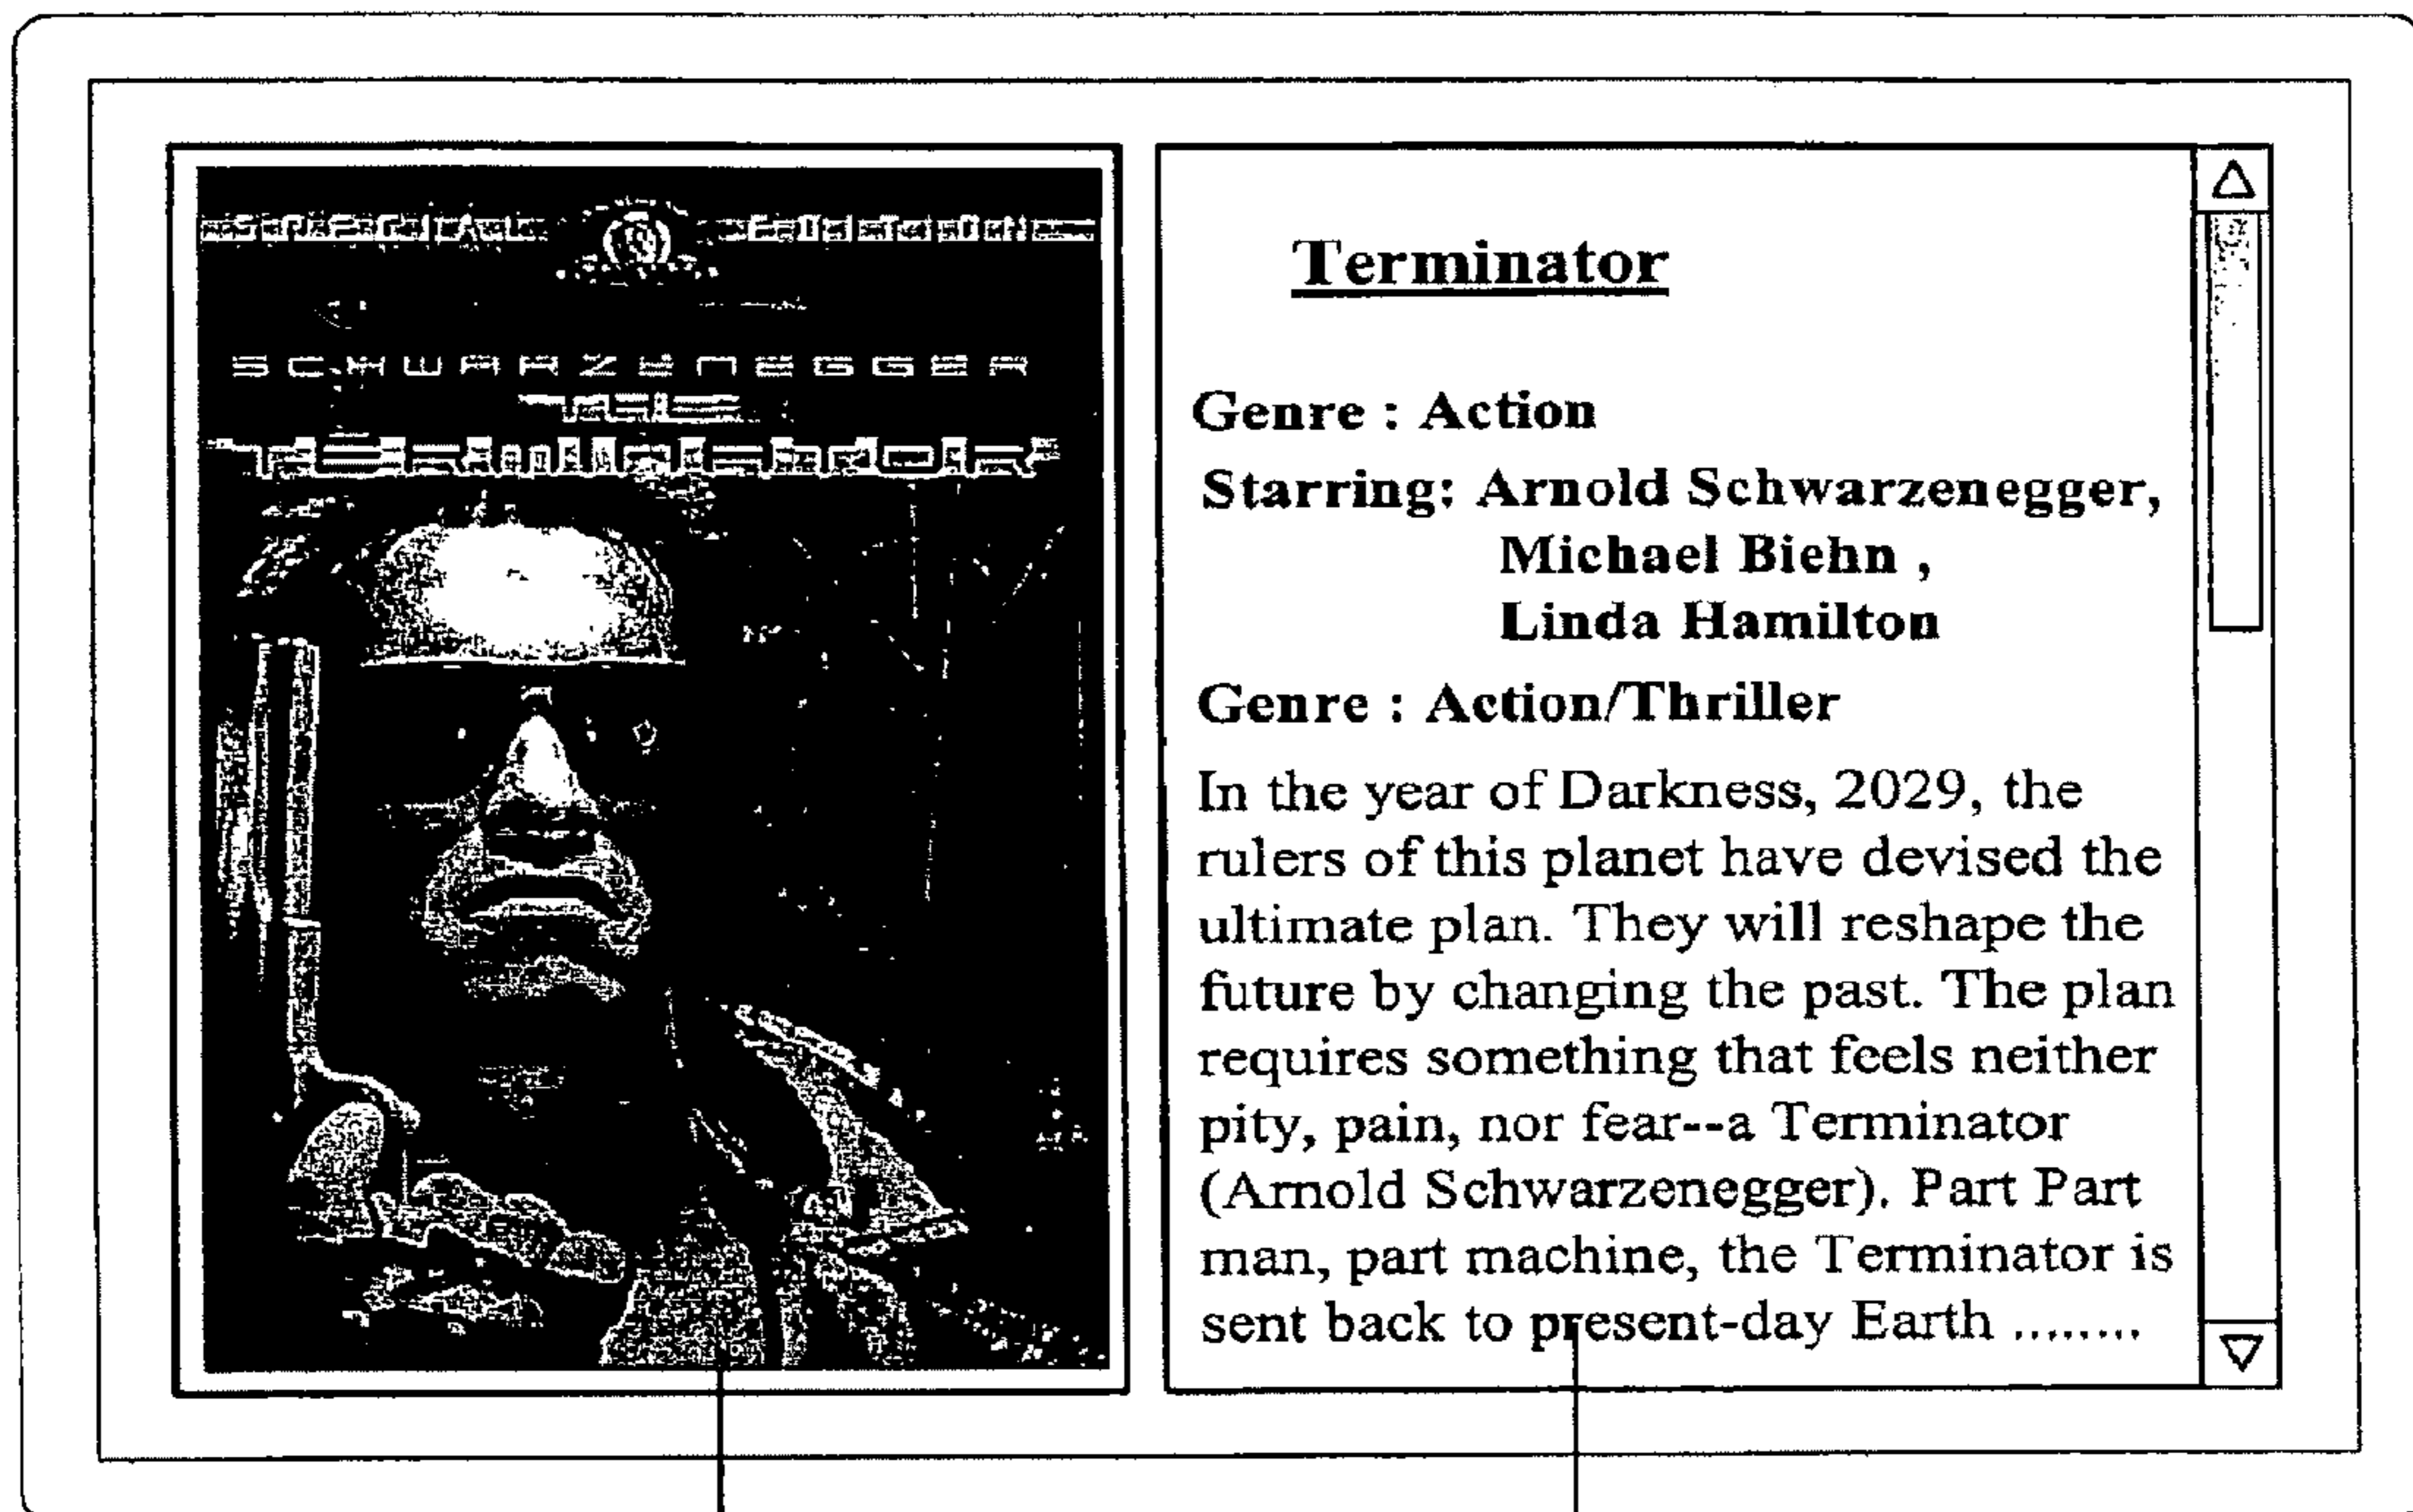 SCHWARZENEGGER
THE
TERMINATOR
Terminator
Genre : Action
Starring: Arnold Schwarzenegger,
Michael Biehn ,
Linda Hamilton
Genre : Action/Thriller
In the year of Darkness, 2029, the
rulers of this planet have devised the
ultimate plan. They will reshape the
future by changing the past. The plan
requires something that feels neither
pity, pain, nor fear--a Terminator
(Arnold Schwarzenegger). Part Part
man, part machine, the Terminator is
sent back to present-day Earth ........